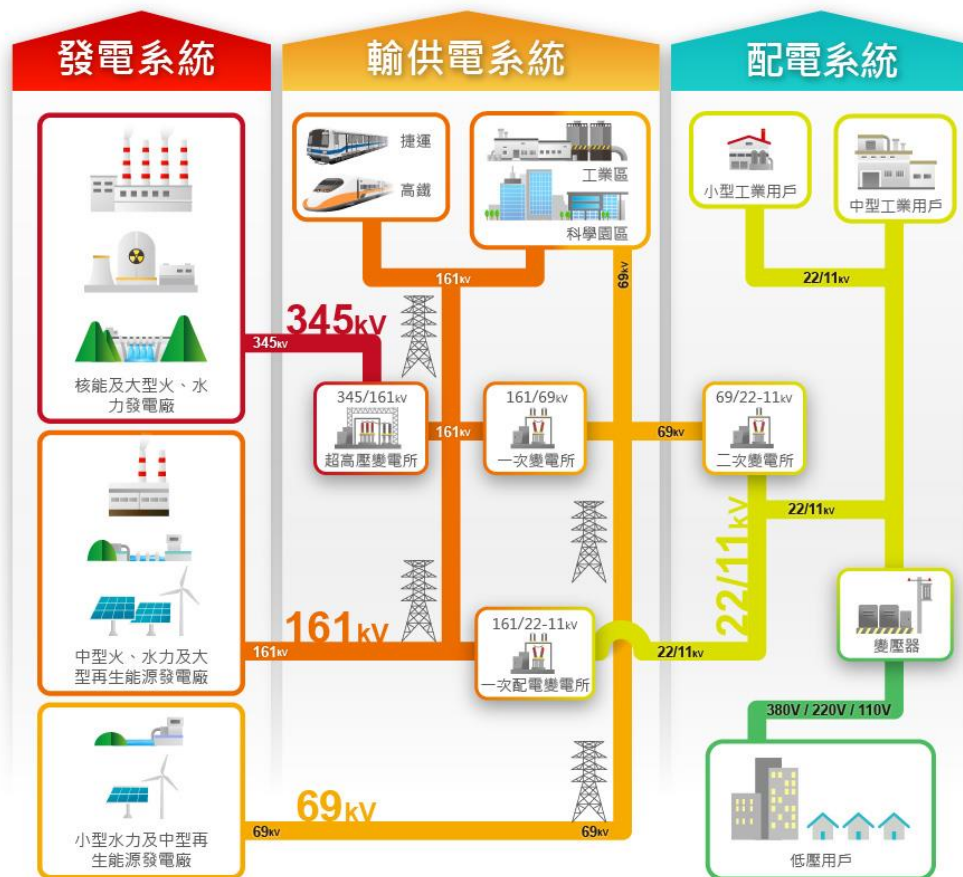 發電系統
輸供電系統
配電系統
核能及大型火、水
力發電廠
中型火、水力及大
型再生能源發電廠
小型水力及中型再
生能源發電廠
捷運
高鐵
工業區
科學園區
161kV
69kV
345kV
345kV
345/161kV
超高壓變電所
161kV
161/69kV
一次變電所
69kV
161kV
161kV
161/22-11kV
一次配電變電所
69kV
69kV
69kV
小型工業用戶
中型工業用戶
22/11kV
69/22-11kV
二次變電所
22/11kV
22/11kV
22/11kV
變壓器
380V / 220V / 110V
低壓用戶